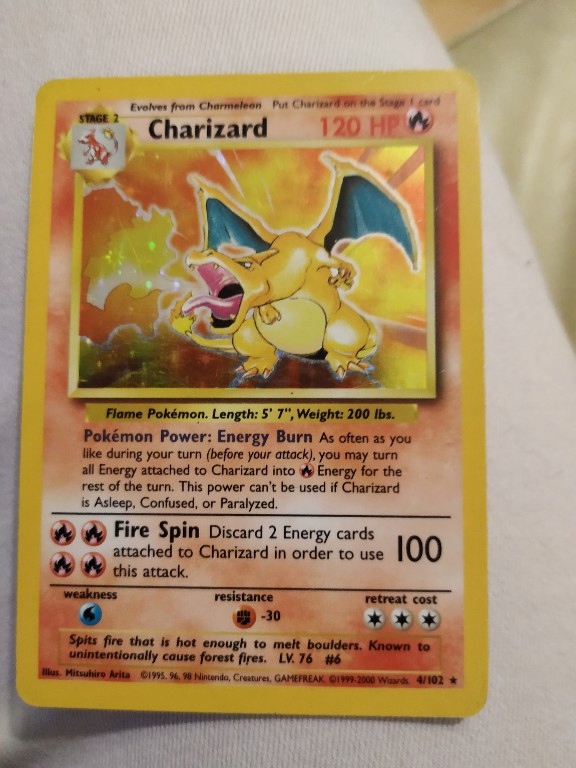 Evolves from Charmeleon Put Charizard on the Stage 1 card
STAGE 2
Charizard 120 HP
Flame Pokémon. Length: 5' 7", Weight: 200 lbs.
Pokémon Power: Energy Burn As often as you
like during your turn (before your attack), you may turn
all Energy attached to Charizard into Energy for the
rest of the turn. This power can't be used if Charizard
is Asleep, Confused, or Paralyzed.
Fire Spin Discard 2 Energy cards
attached to Charizard in order to use 100
this attack.
weakness resistance retreat cost
-30
Spits fire that is hot enough to melt boulders. Known to
unintentionally cause forest fires. LV. 76 #6
Illus. Mitsuhiro Arita ©1995, 96, 98 Nintendo, Creatures, GAMEFREAK. ©1999-2000 Wizards. 4/102 ★